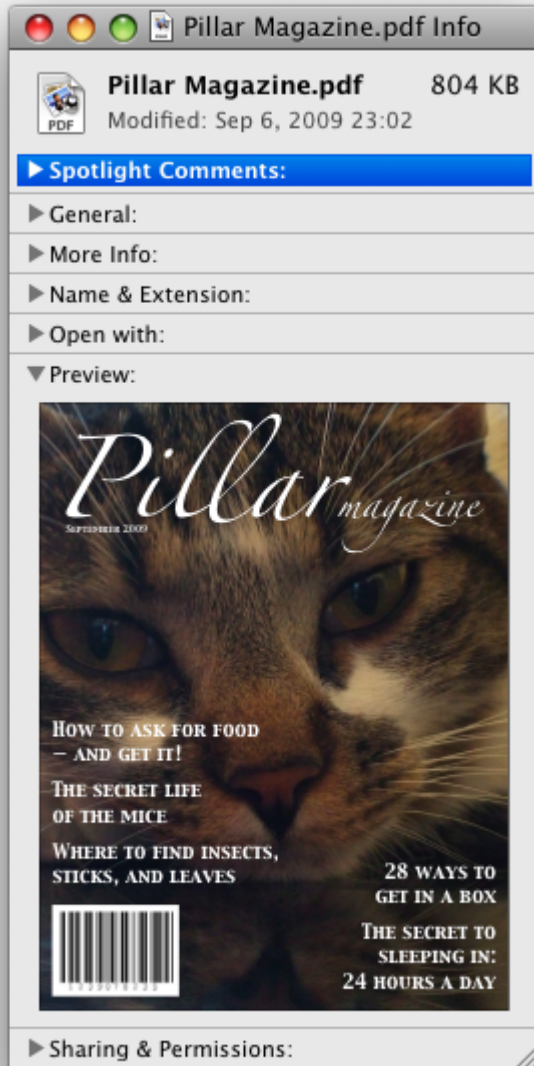 Pillar Magazine.pdf Info
Pillar Magazine.pdf 804 KB
Modified: Sep 6, 2009 23:02
PDF
Spotlight Comments:
General:
More Info:
Name & Extension:
Open with:
Preview:
Pillar magazine
September 2009
How to ask for food
– and get it!
The secret life
of the mice
Where to find insects,
sticks, and leaves
28 ways to
get in a box
The secret to
sleeping in:
24 hours a day
Sharing & Permissions: